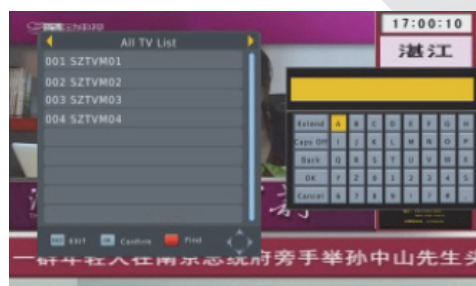 17:00:10
湛江
All TV List
001 SZTVM01
002 SZTVM02
003 SZTVM03
004 SZTVM04
EXIT Confirm Find
Extend A B C D E F G H
Caps Off I J K L M N O P
Back Q R S T U V W X
OK Y Z 0 1 2 3 4 5
Cancel 6 7 8 9
一群年轻人在南京总统府旁手举孙中山先生头